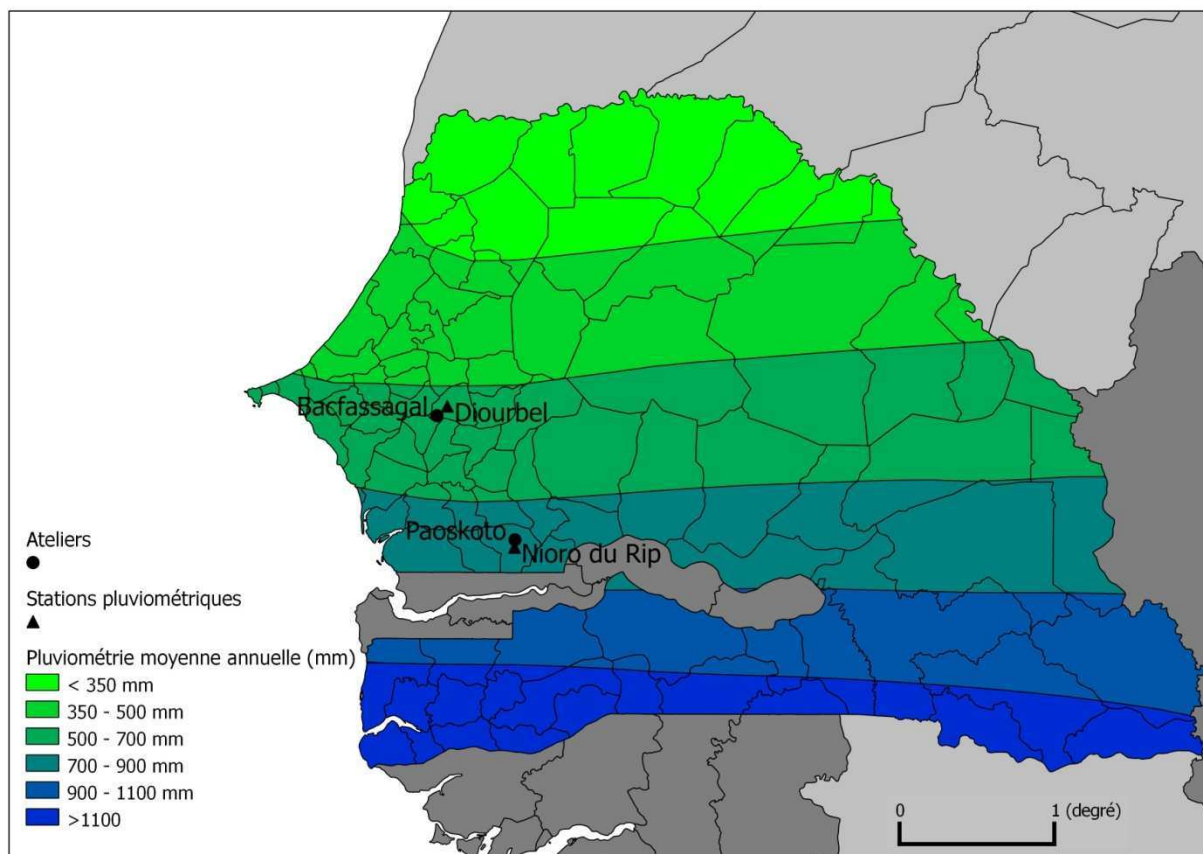 Bacfassagal
Diourbel
Paoskoto
Nioro du Rip
Ateliers
Stations pluviométriques
Pluviométrie moyenne annuelle (mm)
< 350 mm
350 - 500 mm
500 - 700 mm
700 - 900 mm
900 - 1100 mm
>1100
0 1 (degré)